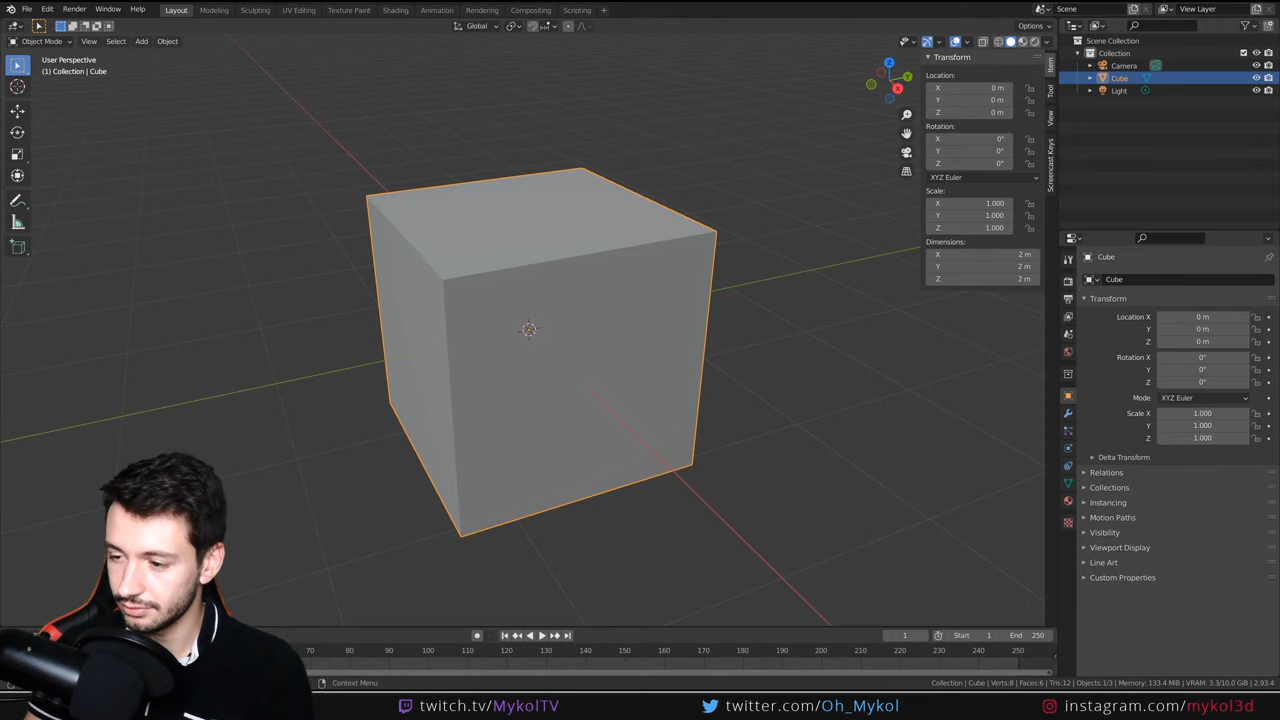 File Edit Render Window Help Layout Modeling Sculpting UV Editing Texture Paint Shading Animation Rendering Compositing Scripting + Scene View Layer
Global Options
Object Mode View Select Add Object
User Perspective
(1) Collection | Cube
Z
Y
X
Transform
Location:
X 0 m
Y 0 m
Z 0 m
Rotation:
X 0°
Y 0°
Z 0°
XYZ Euler
Scale:
X 1.000
Y 1.000
Z 1.000
Dimensions:
X 2 m
Y 2 m
Z 2 m
Item
Tool
View
Screencast Keys
Scene Collection
Collection
Camera
Cube
Light
Cube
Cube
Transform
Location X 0 m
Y 0 m
Z 0 m
Rotation X 0°
Y 0°
Z 0°
Mode XYZ Euler
Scale X 1.000
Y 1.000
Z 1.000
Delta Transform
Relations
Collections
Instancing
Motion Paths
Visibility
Viewport Display
Line Art
Custom Properties
1 Start 1 End 250
70 80 90 100 110 120 130 140 150 160 170 180 190 200 210 220 230 240 250
Context Menu
Collection | Cube | Verts:8 | Faces:6 | Tris:12 | Objects:1/3 | Memory: 133.4 MiB | VRAM: 3.3/10.0 GiB | 2.93.4
twitch.tv/MykolTV twitter.com/Oh_Mykol instagram.com/mykol3d